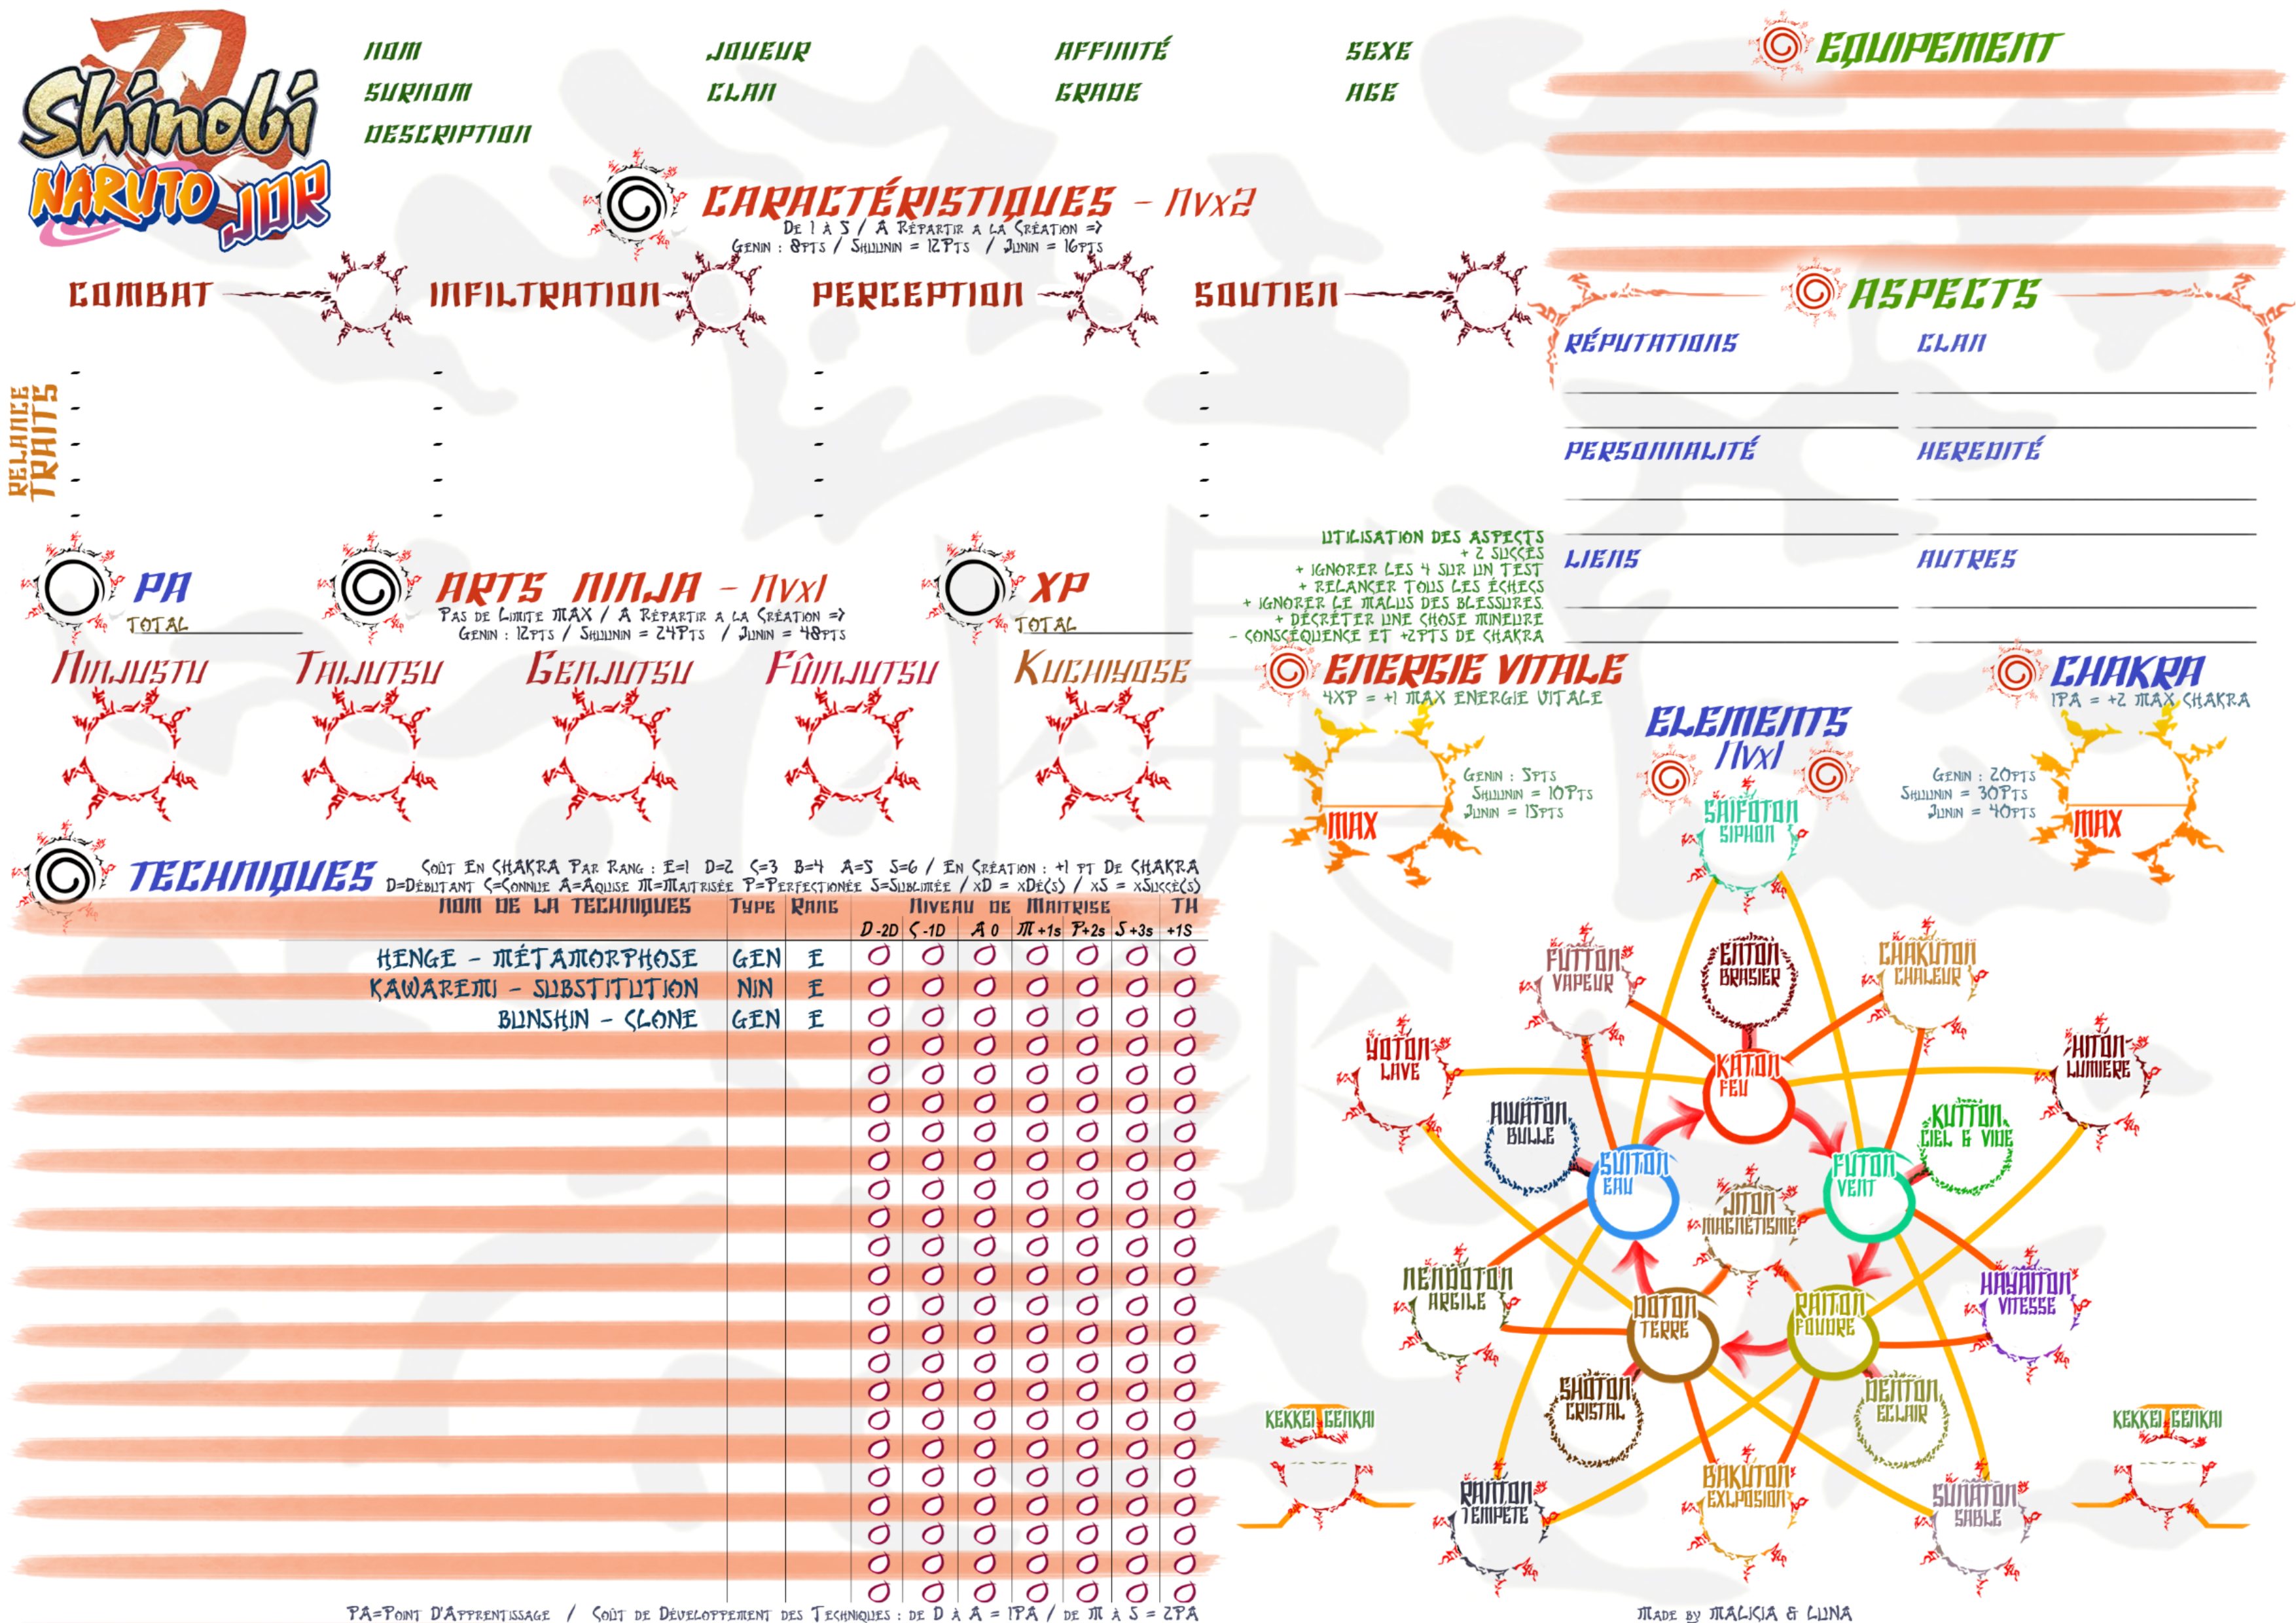 Shinobi
NARUTO JDR
NOM
JOUEUR
AFFINITÉ
SEXE
SURNOM
CLAN
GRADE
AGE
DESCRIPTION
EQUIPEMENT
CARACTÉRISTIQUES - Nvx2
De 1 à 5 / A Répartir a la Création =>
Genin : 8pts / Shuunin = 12Pts / Junin = 16pts
COMBAT
INFILTRATION
PERCEPTION
SOUTIEN
RELANCE
TRAITS
- - - -
- - - -
- - - -
- - - -
- - - -
ASPECTS
RÉPUTATIONS
CLAN
PERSONNALITÉ
HEREDITÉ
LIENS
AUTRES
UTILISATION DES ASPECTS
+ 2 SUCCÈS
+ IGNORER LES 4 SUR UN TEST
+ RELANCER TOUS LES ÉCHECS
+ IGNORER LE MALUS DES BLESSURES
+ DÉCRÉTER UNE CHOSE MINEURE
- CONSCÉQUENCE ET +2PTS DE CHAKRA
PA
TOTAL
ARTS NINJA - Nvx1
Pas de Limite MAX / A Répartir a la Création =>
Genin : 12pts / Shuunin = 24Pts / Junin = 48pts
XP
TOTAL
NINJUSTU
TAIJUTSU
GENJUTSU
FÛINJUTSU
KUCHIYOSE
ENERGIE VITALE
4XP = +1 MAX ENERGIE VITALE
MAX
Genin : 5pts
Shuunin = 10Pts
Junin = 15pts
CHAKRA
1PA = +2 MAX CHAKRA
Genin : 20pts
Shuunin = 30Pts
Junin = 40pts
MAX
ELEMENTS
Nvx1
TECHNIQUES
Coût En CHAKRA Par Rang : E=1 D=2 C=3 B=4 A=5 S=6 / En Création : +1 pt De CHAKRA
D=Débutant C=Connue A=Aquise M=Maitrisée P=Perfectionée S=Sublimée / xD = xDé(s) / xS = xSuccè(s)
NOM DE LA TECHNIQUES TYPE RANG NIVEAU DE MAITRISE TH
D -2D C -1D A 0 M +1s P+2s S +3s +1S
HENGE - MÉTAMORPHOSE GEN E
KAWAREMI - SUBSTITUTION NIN E
BUNSHIN - CLONE GEN E
PA=Point D'Apprentissage / Coût de Développement des Techniques : de D à A = 1PA / de M à S = 2PA
SAIFOTON
SIPHON
FUTTON
VAPEUR
ENTON
BRASIER
CHAKUTON
CHALEUR
YOTON
LAVE
KATON
FEU
HITON
LUMIERE
AWATON
BULLE
KUTTON
CIEL & VIDE
SUITON
EAU
FUTON
VENT
JITON
MAGNETISME
NENDOTON
ARGILE
DOTON
TERRE
RAITON
FOUDRE
HAYAITON
VITESSE
SHOTON
CRISTAL
DENTON
ECLAIR
KEKKEI GENKAI
KEKKEI GENKAI
RANTON
TEMPETE
BAKUTON
EXLPOSION
SUNATON
SABLE
MADE BY MALICIA & LUNA